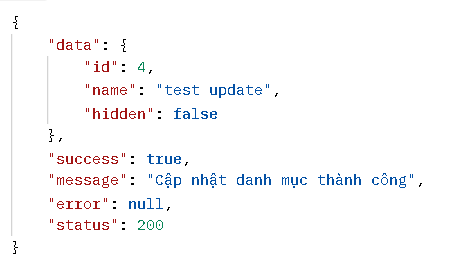 {
    "data": {
        "id": 4,
        "name": "test update",
        "hidden": false
    },
    "success": true,
    "message": "Cập nhật danh mục thành công",
    "error": null,
    "status": 200
}